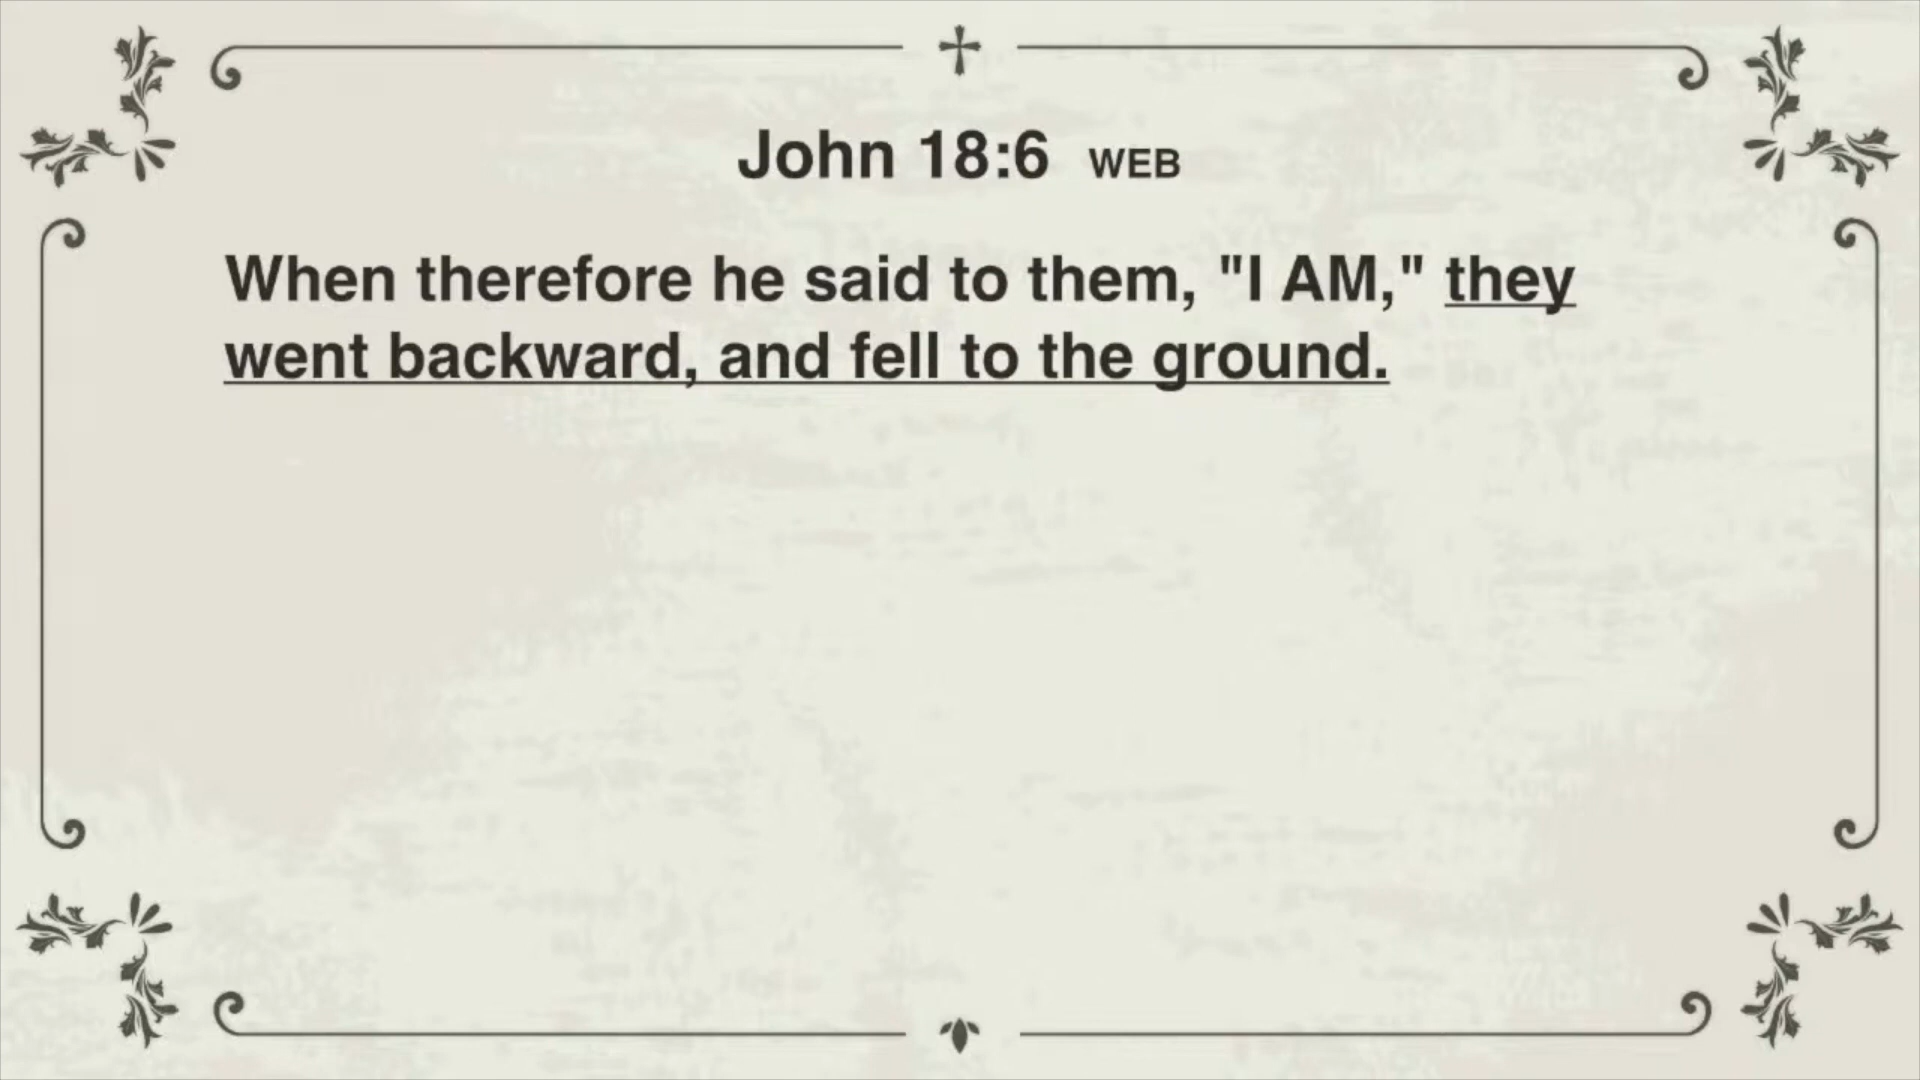 John 18:6 WEB
When therefore he said to them, "I AM," they
went backward, and fell to the ground.